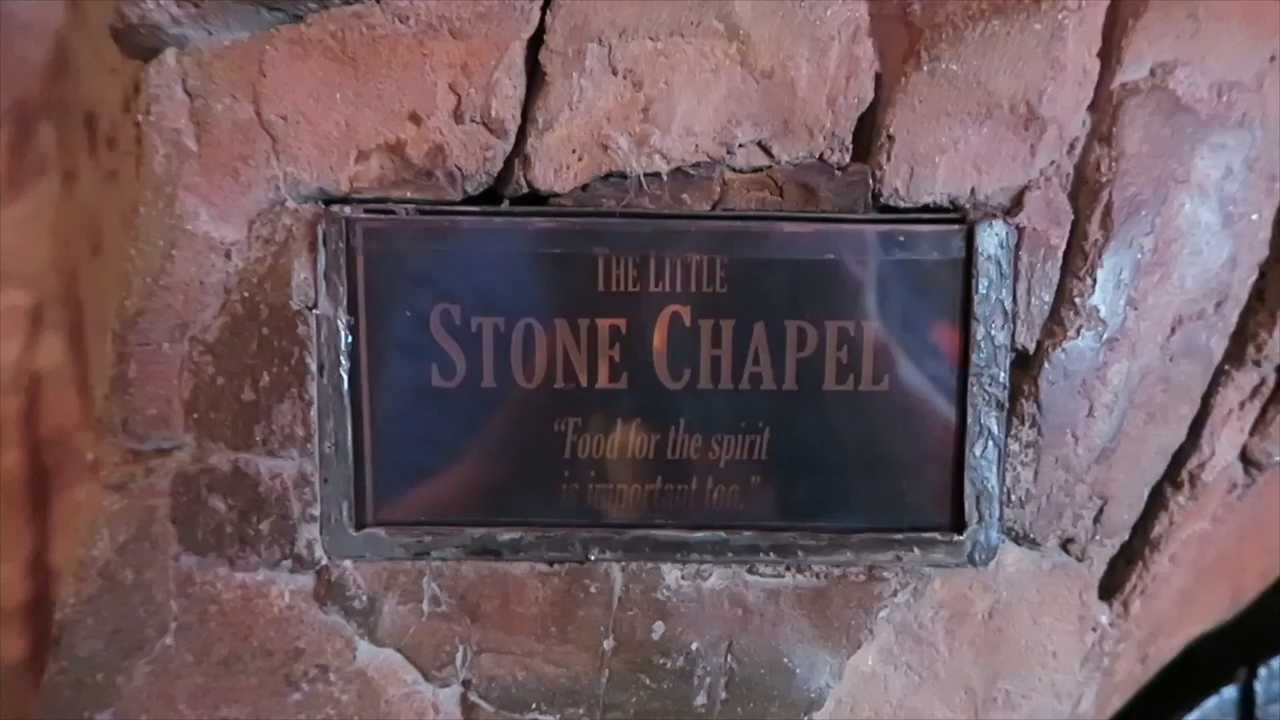 THE LITTLE
STONE CHAPEL
“Food for the spirit
is important too.”